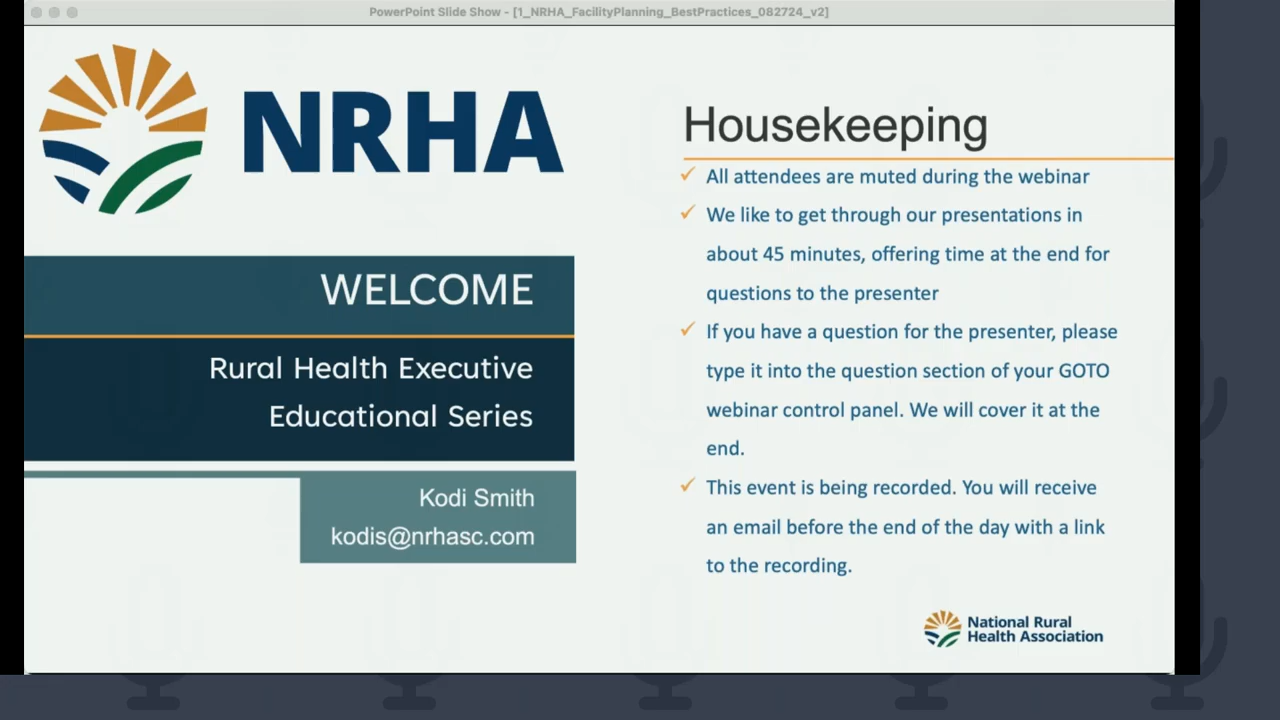 PowerPoint Slide Show - [1_NRHA_FacilityPlanning_BestPractices_082724_v2]
NRHA
WELCOME
Rural Health Executive
Educational Series
Kodi Smith
kodis@nrhasc.com
Housekeeping
✓ All attendees are muted during the webinar
✓ We like to get through our presentations in
about 45 minutes, offering time at the end for
questions to the presenter
✓ If you have a question for the presenter, please
type it into the question section of your GOTO
webinar control panel. We will cover it at the
end.
✓ This event is being recorded. You will receive
an email before the end of the day with a link
to the recording.
National Rural
Health Association